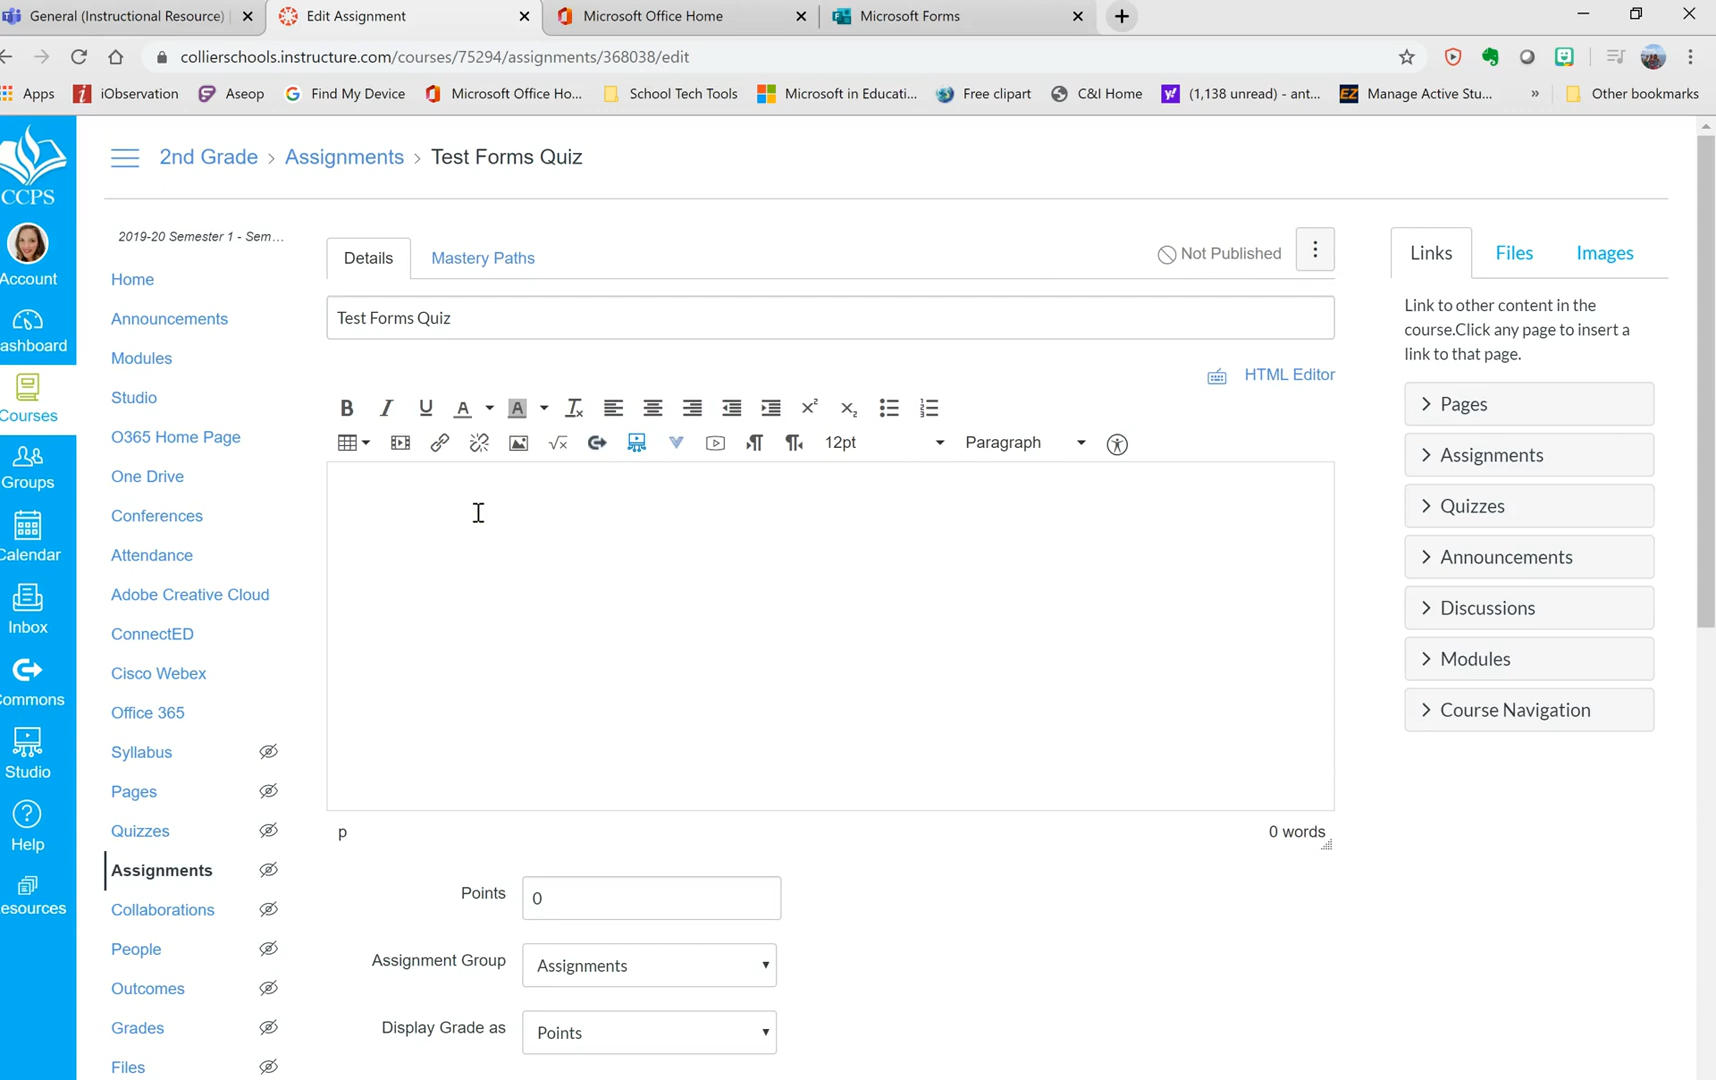 General (Instructional Resource)
Edit Assignment
Microsoft Office Home
Microsoft Forms
collierschools.instructure.com/courses/75294/assignments/368038/edit
Apps
iObservation
Aseop
Find My Device
Microsoft Office Ho...
School Tech Tools
Microsoft in Educati...
Free clipart
C&I Home
(1,138 unread) - ant...
Manage Active Stu...
»
Other bookmarks
CCPS
Account
ashboard
Courses
Groups
Calendar
Inbox
Commons
Studio
Help
esources
2nd Grade > Assignments > Test Forms Quiz
2019-20 Semester 1 - Sem...
Home
Announcements
Modules
Studio
O365 Home Page
One Drive
Conferences
Attendance
Adobe Creative Cloud
ConnectED
Cisco Webex
Office 365
Syllabus
Pages
Quizzes
Assignments
Collaborations
People
Outcomes
Grades
Files
Details
Mastery Paths
Not Published
Test Forms Quiz
HTML Editor
12pt
Paragraph
p
0 words
Points
0
Assignment Group
Assignments
Display Grade as
Points
Links
Files
Images
Link to other content in the
course.Click any page to insert a
link to that page.
Pages
Assignments
Quizzes
Announcements
Discussions
Modules
Course Navigation